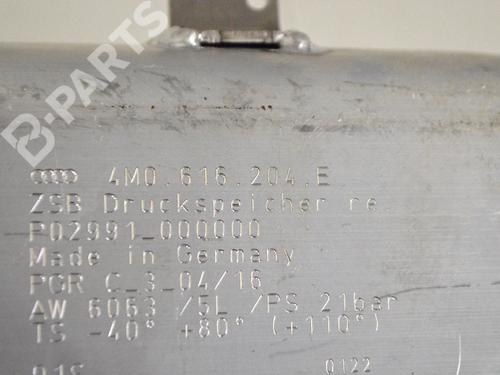 B-PARTS
4M0.616.204.E
ZSB Druckspeicher re
P02991_000000
Made in Germany
PGR C_3_04/16
AW 6063 /5L /PS 21bar
TS -40° +80° (+110°)
0122